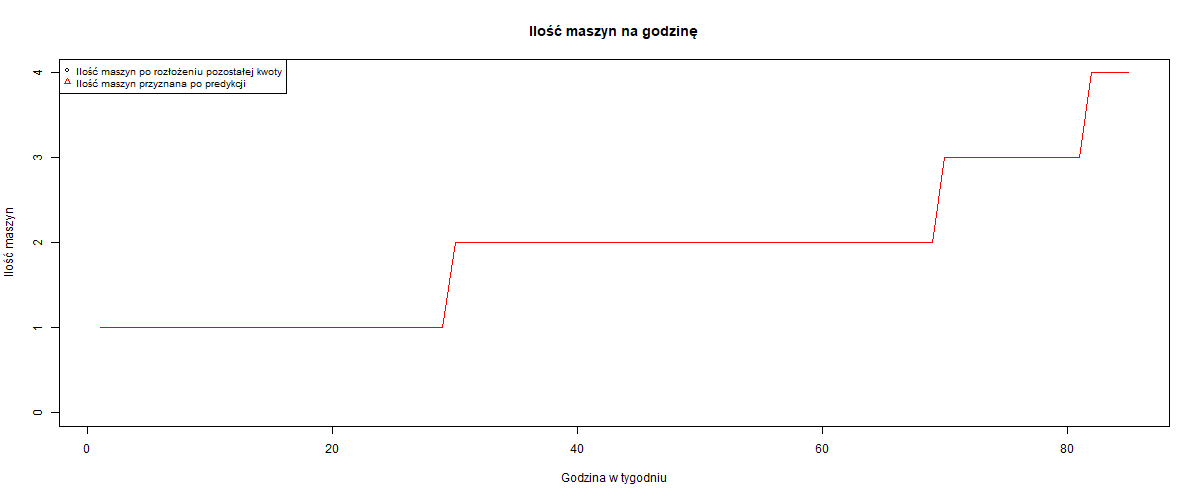 Ilość maszyn na godzinę
Ilość maszyn po rozłożeniu pozostałej kwoty
Ilość maszyn przyznana po predykcji
Ilość maszyn
4
3
2
1
0
0 20 40 60 80
Godzina w tygodniu